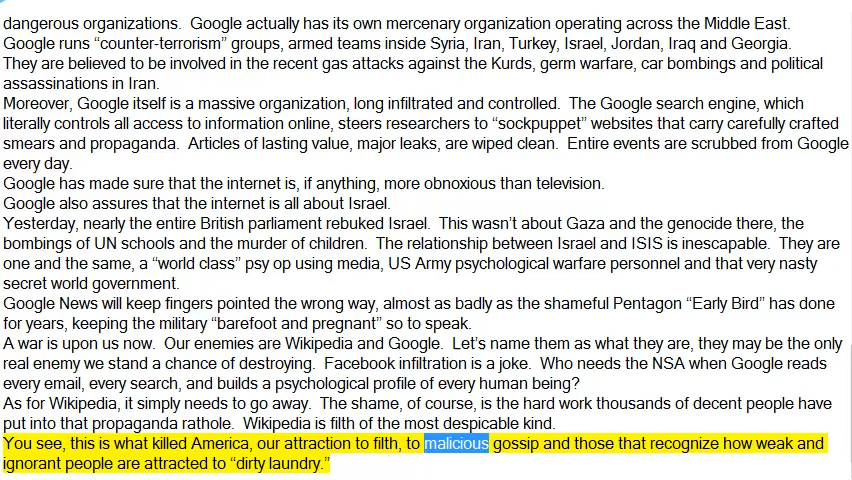 dangerous organizations.  Google actually has its own mercenary organization operating across the Middle East.
Google runs “counter-terrorism” groups, armed teams inside Syria, Iran, Turkey, Israel, Jordan, Iraq and Georgia.
They are believed to be involved in the recent gas attacks against the Kurds, germ warfare, car bombings and political
assassinations in Iran.
Moreover, Google itself is a massive organization, long infiltrated and controlled.  The Google search engine, which
literally controls all access to information online, steers researchers to “sockpuppet” websites that carry carefully crafted
smears and propaganda.  Articles of lasting value, major leaks, are wiped clean.  Entire events are scrubbed from Google
every day.
Google has made sure that the internet is, if anything, more obnoxious than television.
Google also assures that the internet is all about Israel.
Yesterday, nearly the entire British parliament rebuked Israel.  This wasn’t about Gaza and the genocide there, the
bombings of UN schools and the murder of children.  The relationship between Israel and ISIS is inescapable.  They are
one and the same, a “world class” psy op using media, US Army psychological warfare personnel and that very nasty
secret world government.
Google News will keep fingers pointed the wrong way, almost as badly as the shameful Pentagon “Early Bird” has done
for years, keeping the military “barefoot and pregnant” so to speak.
A war is upon us now.  Our enemies are Wikipedia and Google.  Let’s name them as what they are, they may be the only
real enemy we stand a chance of destroying.  Facebook infiltration is a joke.  Who needs the NSA when Google reads
every email, every search, and builds a psychological profile of every human being?
As for Wikipedia, it simply needs to go away.  The shame, of course, is the hard work thousands of decent people have
put into that propaganda rathole.  Wikipedia is filth of the most despicable kind.
You see, this is what killed America, our attraction to filth, to malicious gossip and those that recognize how weak and
ignorant people are attracted to “dirty laundry.”